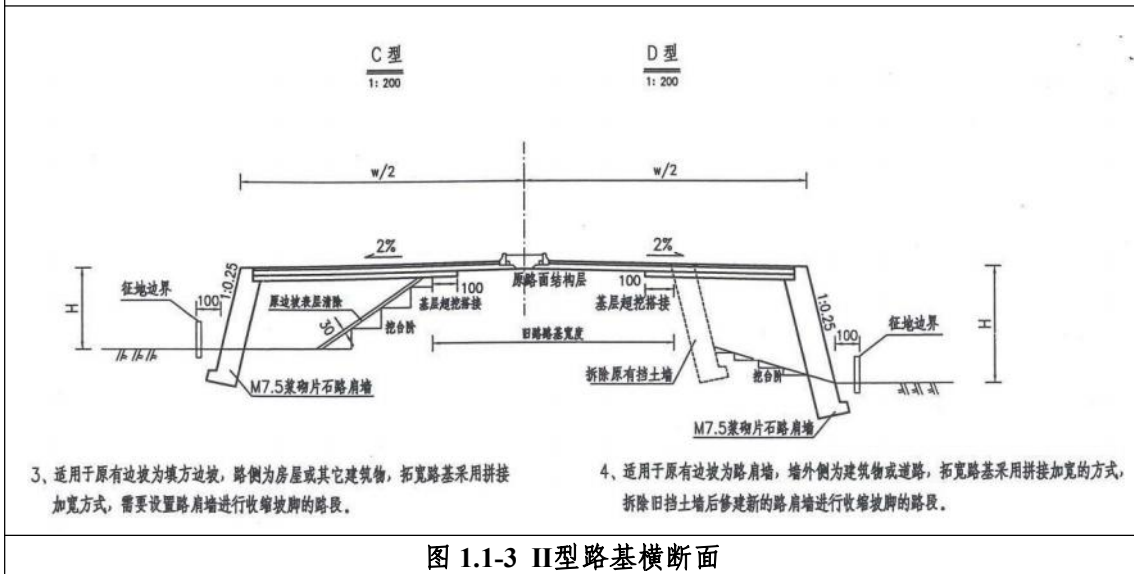 C 型
1:200
D 型
1:200
w/2
w/2
2%
2%
原路面结构层
征地边界
100
1:0.25
H
原边坡表层清除
30
挖台阶
100
基层超挖搭接
100
基层超挖搭接
旧路路基宽度
拆除原有挡土墙
挖台阶
1:0.25
征地边界
100
H
M7.5浆砌片石路肩墙
M7.5浆砌片石路肩墙
3、适用于原有边坡为填方边坡，路侧为房屋或其它建筑物，拓宽路基采用拼接
加宽方式，需要设置路肩墙进行收缩坡脚的路段。
4、适用于原有边坡为路肩墙，墙外侧为建筑物或道路，拓宽路基采用拼接加宽的方式，
拆除旧挡土墙后修建新的路肩墙进行收缩坡脚的路段。
图 1.1-3 II型路基横断面